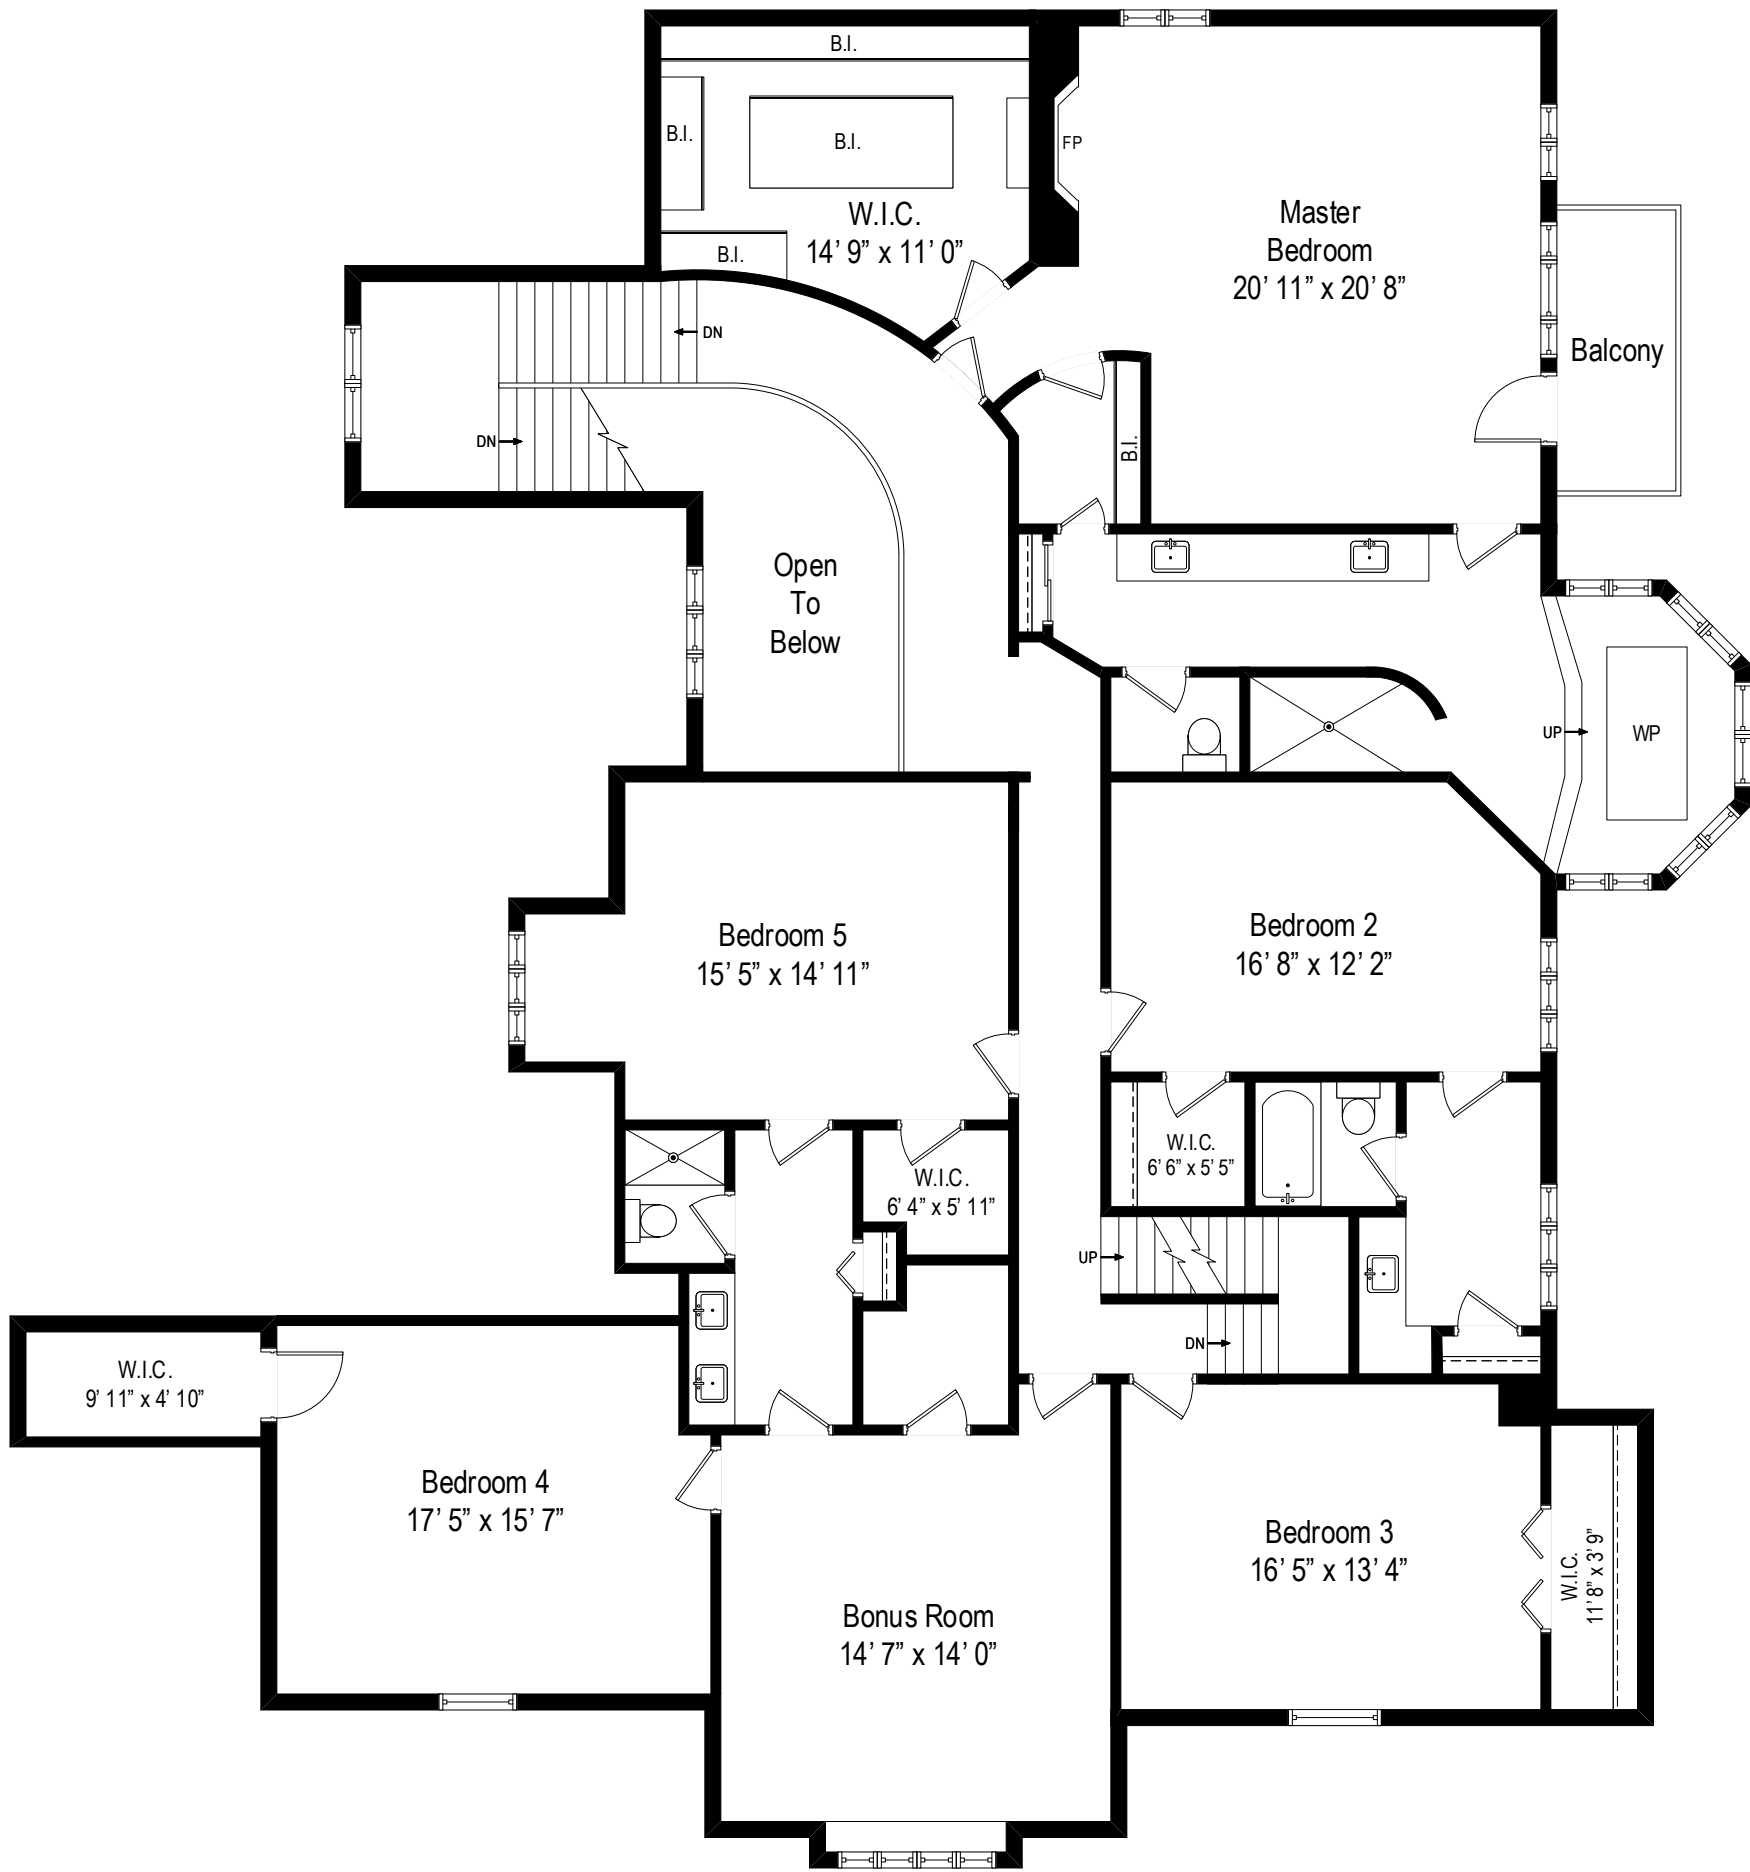 B.I.
B.I.
B.I.
FP
W.I.C.
14’ 9” x 11’ 0”
B.I.
Master
Bedroom
20’ 11” x 20’ 8”
DN
Balcony
DN
B.I.
Open
To
Below
UP
WP
Bedroom 5
15’ 5” x 14’ 11”
Bedroom 2
16’ 8” x 12’ 2”
W.I.C.
6’ 6” x 5’ 5”
W.I.C.
6’ 4” x 5’ 11”
UP
DN
W.I.C.
9’ 11” x 4’ 10”
Bedroom 4
17’ 5” x 15’ 7”
Bedroom 3
16’ 5” x 13’ 4”
W.I.C.
11’ 8” x 3’ 9”
Bonus Room
14’ 7” x 14’ 0”